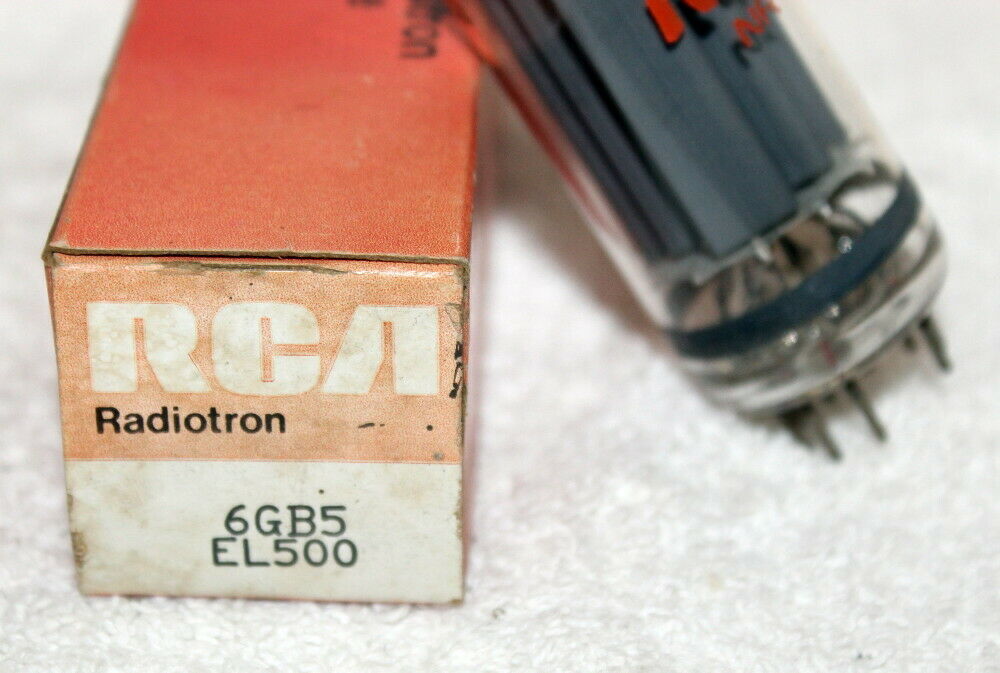 RCA
Radiotron
6GB5
EL500